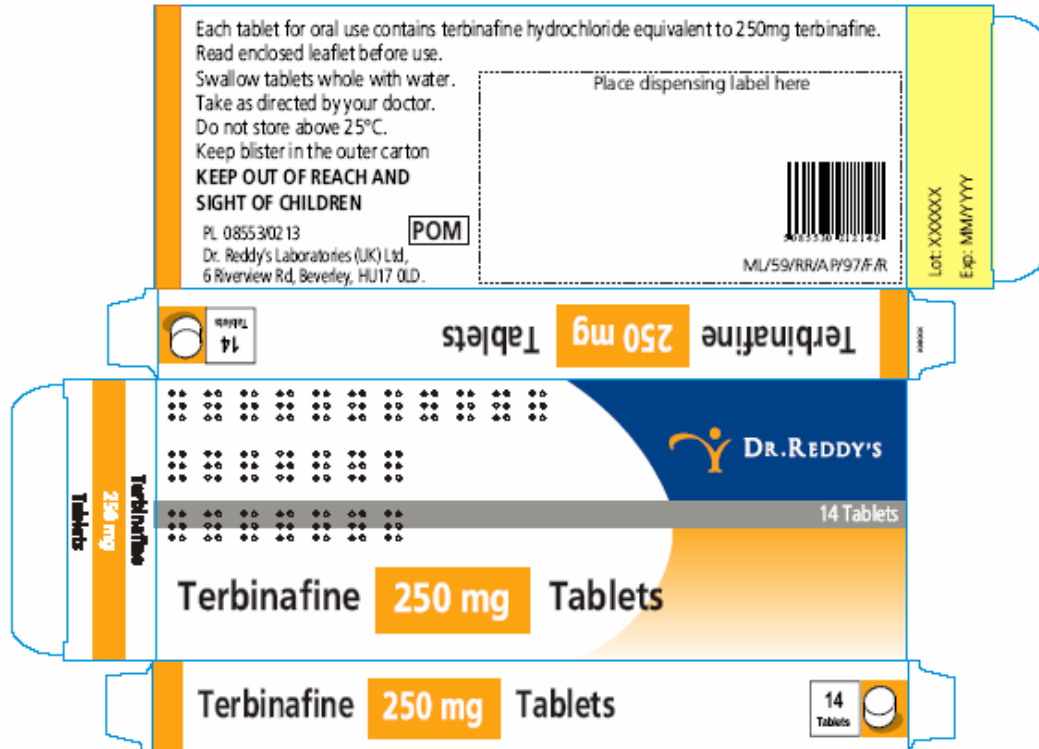 Each tablet for oral use contains terbinafine hydrochloride equivalent to 250mg terbinafine.
Read enclosed leaflet before use.
Swallow tablets whole with water.
Take as directed by your doctor.
Do not store above 25°C.
Keep blister in the outer carton
KEEP OUT OF REACH AND
SIGHT OF CHILDREN
PL 08553/0213
Dr. Reddy's Laboratories (UK) Ltd,
6 Riverview Rd, Beverley, HU17 0LD.
POM
Place dispensing label here
5 085530 212142
ML/59/RR/AP/97/F/R
Lot: XXXXXX
Exp: MM/YYYY
Terbinafine 250 mg Tablets
14
Tablets
DR.REDDY'S
14 Tablets
Terbinafine 250 mg Tablets
Terbinafine
250 mg
Tablets
Terbinafine 250 mg Tablets
14
Tablets